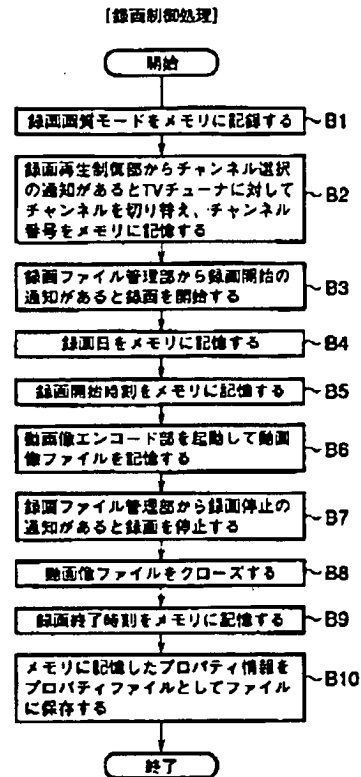 [録画制御処理]
開始
録画画質モードをメモリに記録する
B1
録画再生制御部からチャンネル選択
の通知があるとTVチューナに対して
チャンネルを切り替え、チャンネル
番号をメモリに記憶する
B2
録画ファイル管理部から録画開始の
通知があると録画を開始する
B3
録画日をメモリに記憶する
B4
録画開始時刻をメモリに記憶する
B5
動画像エンコード部を起動して動画
像ファイルを記憶する
B6
録画ファイル管理部から録画停止の
通知があると録画を停止する
B7
動画像ファイルをクローズする
B8
録画終了時刻をメモリに記憶する
B9
メモリに記憶したプロパティ情報を
プロパティファイルとしてファイル
に保存する
B10
終了